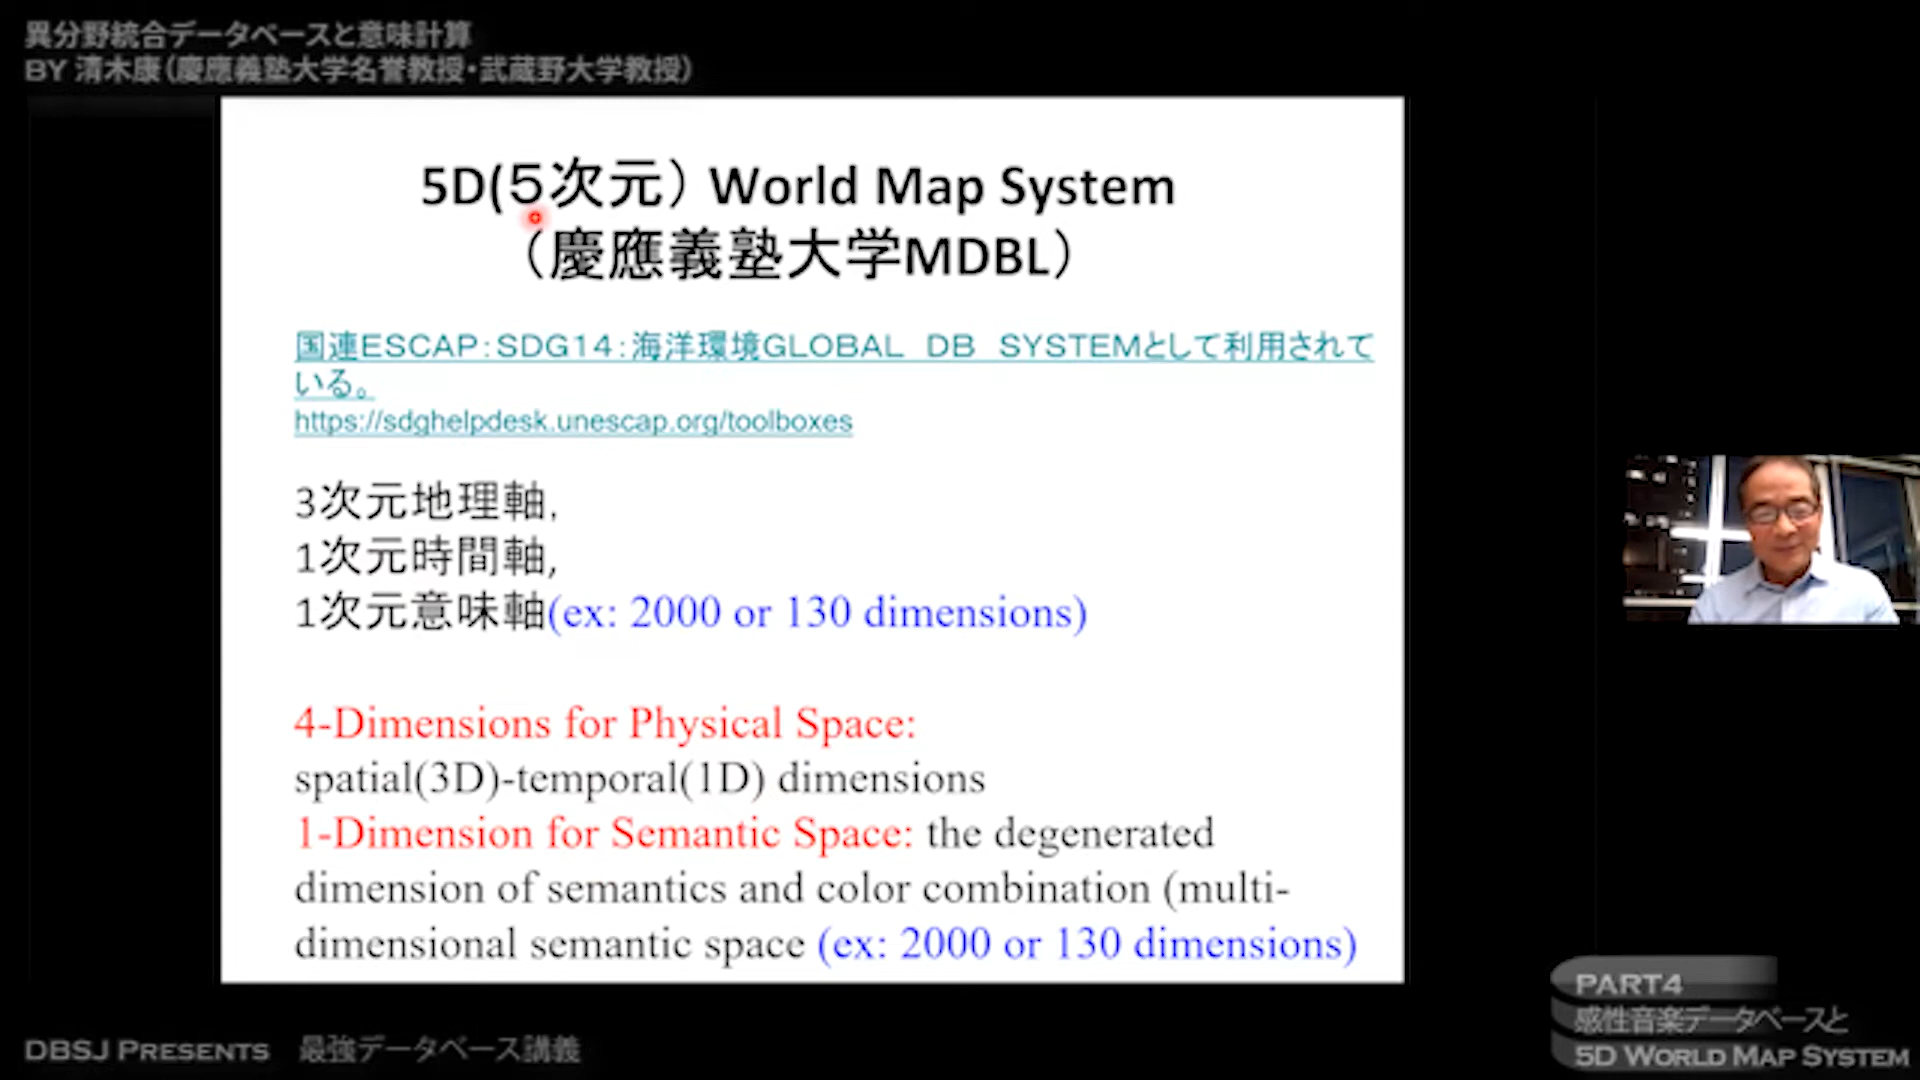 異分野統合データベースと意味計算
BY 清木康（慶應義塾大学名誉教授・武蔵野大学教授）
5D(５次元） World Map System
（慶應義塾大学MDBL）
国連ESCAP：SDG14：海洋環境GLOBAL　DB　SYSTEMとして利用されて
いる。
https://sdghelpdesk.unescap.org/toolboxes
3次元地理軸,
1次元時間軸,
1次元意味軸(ex: 2000 or 130 dimensions)
4-Dimensions for Physical Space:
spatial(3D)-temporal(1D) dimensions
1-Dimension for Semantic Space: the degenerated
dimension of semantics and color combination (multi-
dimensional semantic space (ex: 2000 or 130 dimensions)
PART4
感性音楽データベースと
5D WORLD MAP SYSTEM
DBSJ PRESENTS　最強データベース講義